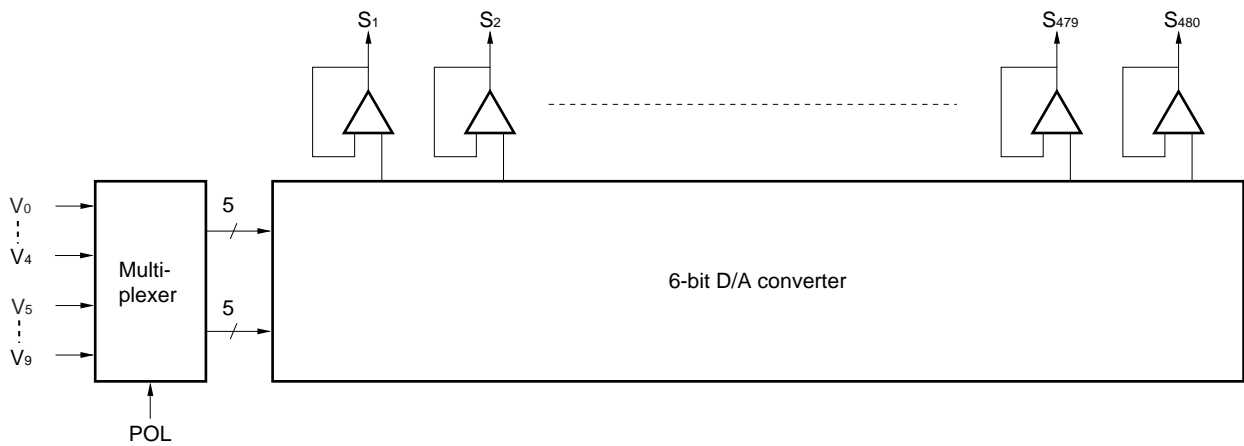 S1 S2 S479 S480
V0
V4
V5
V9
Multi-
plexer
5
5
6-bit D/A converter
POL